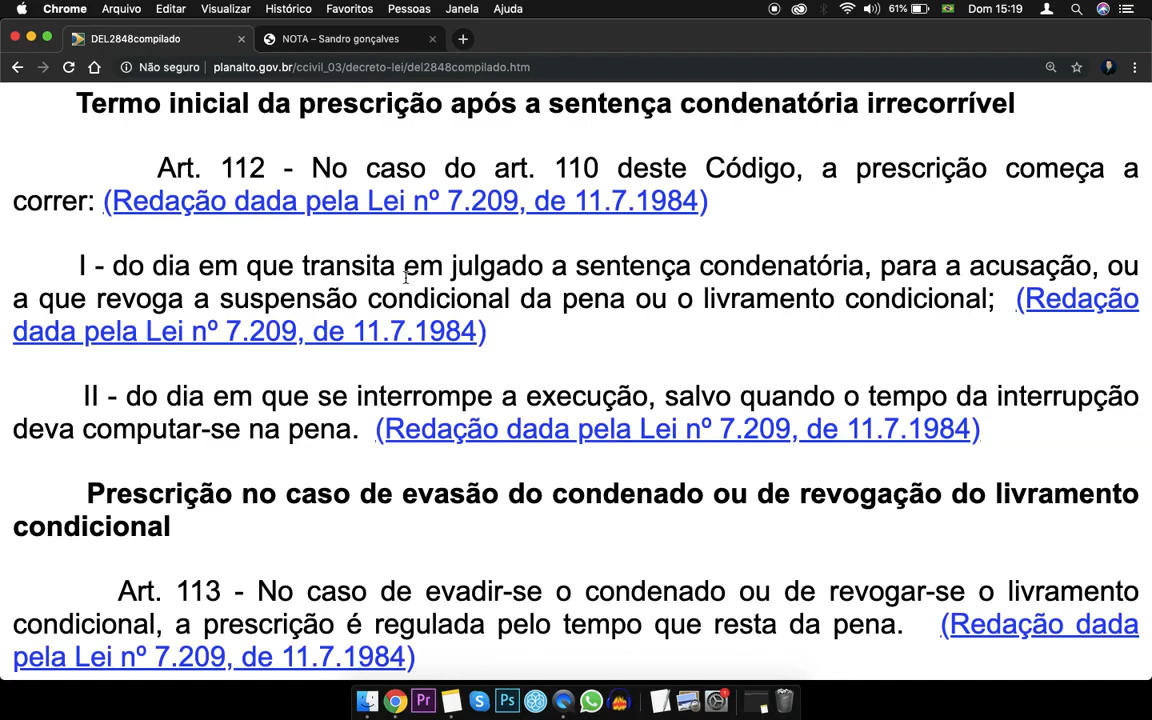 Chrome Arquivo Editar Visualizar Histórico Favoritos Pessoas Janela Ajuda 61% Dom 15:19
DEL2848compilado NOTA – Sandro gonçalves
Não seguro planalto.gov.br/ccivil_03/decreto-lei/del2848compilado.htm
Termo inicial da prescrição após a sentença condenatória irrecorrível
Art. 112 - No caso do art. 110 deste Código, a prescrição começa a
correr: (Redação dada pela Lei nº 7.209, de 11.7.1984)
I - do dia em que transita em julgado a sentença condenatória, para a acusação, ou
a que revoga a suspensão condicional da pena ou o livramento condicional; (Redação
dada pela Lei nº 7.209, de 11.7.1984)
II - do dia em que se interrompe a execução, salvo quando o tempo da interrupção
deva computar-se na pena. (Redação dada pela Lei nº 7.209, de 11.7.1984)
Prescrição no caso de evasão do condenado ou de revogação do livramento
condicional
Art. 113 - No caso de evadir-se o condenado ou de revogar-se o livramento
condicional, a prescrição é regulada pelo tempo que resta da pena. (Redação dada
pela Lei nº 7.209, de 11.7.1984)
Pr Ps